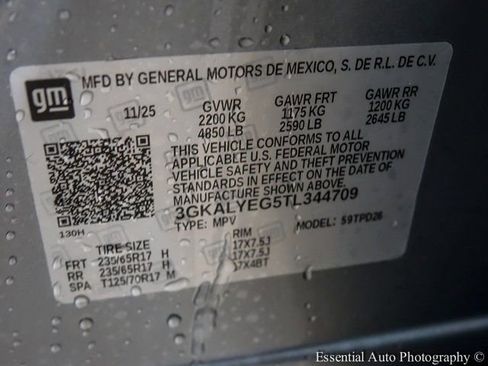 gm
MFD BY GENERAL MOTORS DE MEXICO, S. DE R.L. DE C.V.
11/25 GVWR GAWR FRT GAWR RR
2200 KG 1175 KG 1200 KG
4850 LB 2590 LB 2645 LB
THIS VEHICLE CONFORMS TO ALL
APPLICABLE U.S. FEDERAL MOTOR
VEHICLE SAFETY AND THEFT PREVENTION
STANDARDS IN EFFECT ON THE DATE OF
MANUFACTURE SHOWN ABOVE.
3GKALYEG5TL344709
130H TYPE: MPV MODEL: 59TPD26
TIRE SIZE RIM
FRT 235/65R17 H 17X7.5J
RR 235/65R17 H 17X7.5J
SPA T125/70R17 M 17X4BT
Essential Auto Photography ©